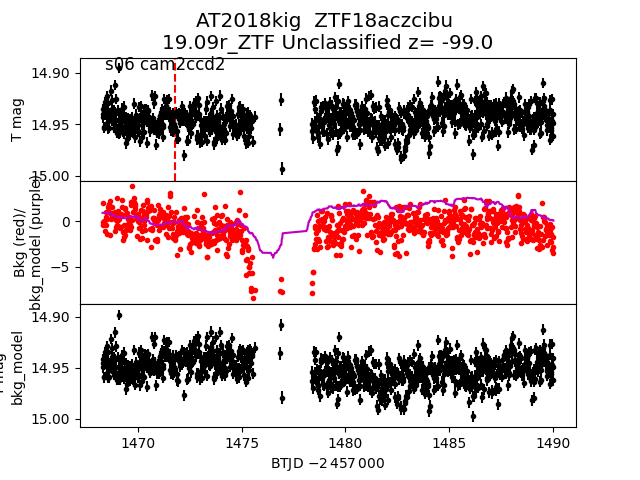 AT2018kig ZTF18aczcibu
19.09r_ZTF Unclassified z= -99.0
s06 cam2ccd2
14.90
14.95
15.00
T mag
0
−5
Bkg (red)/
bkg_model (purple)
14.90
14.95
15.00
T mag
bkg_model
1470
1475
1480
1485
1490
BTJD −2 457 000